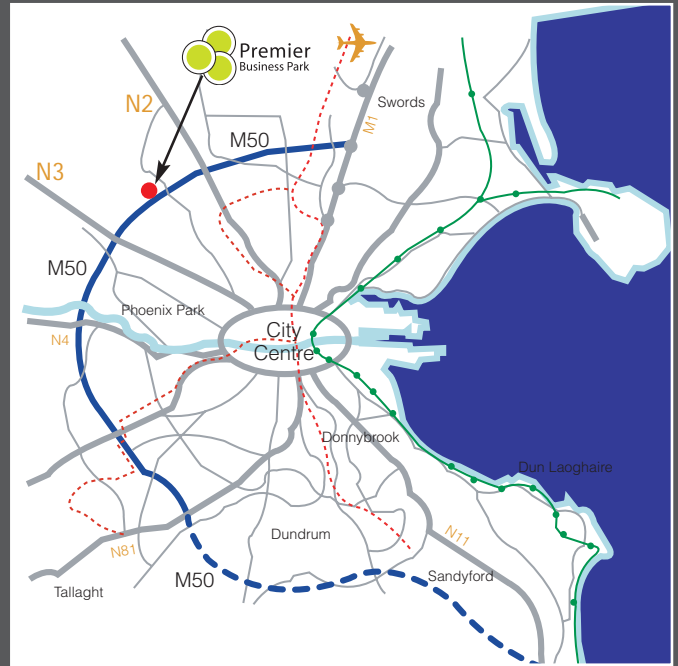 Premier
Business Park
N2
Swords
M1
M50
N3
M50
Phoenix Park
N4
City
Centre
Donnybrook
Dun Laoghaire
Dundrum
N11
N81
M50
Sandyford
Tallaght